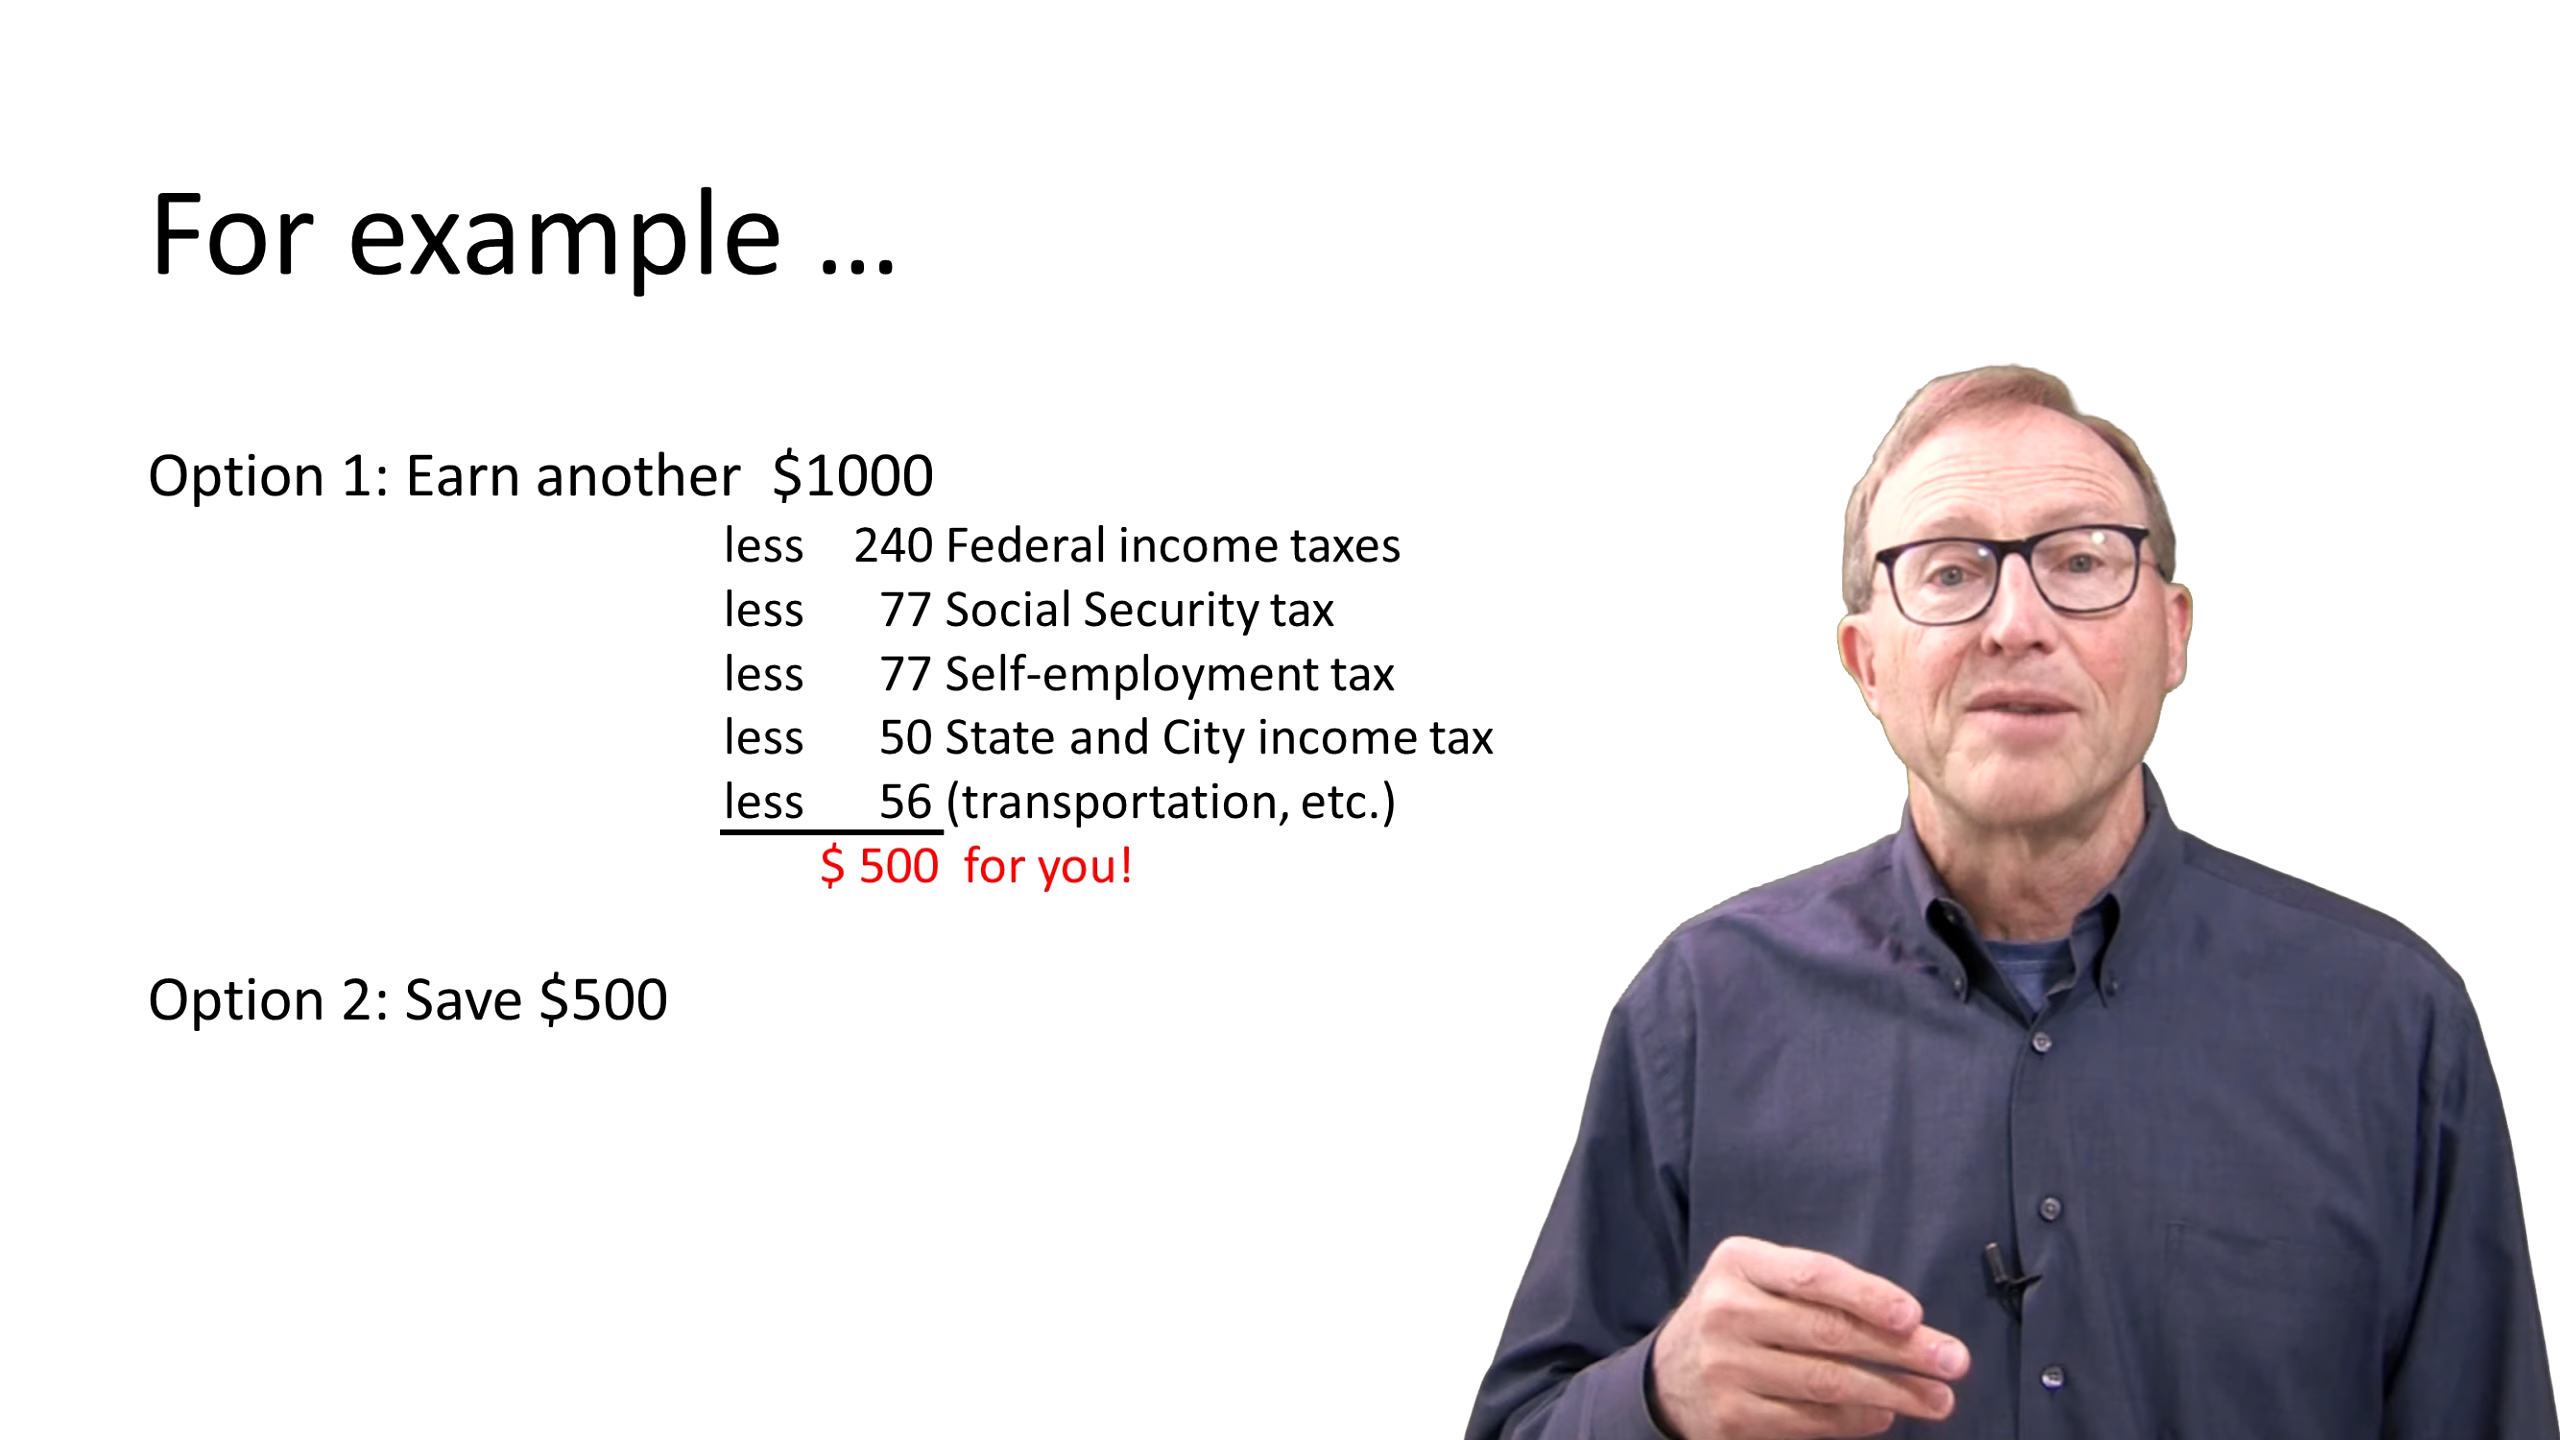 For example …
Option 1: Earn another $1000
less 240 Federal income taxes
less 77 Social Security tax
less 77 Self-employment tax
less 50 State and City income tax
less 56 (transportation, etc.)
$ 500 for you!
Option 2: Save $500